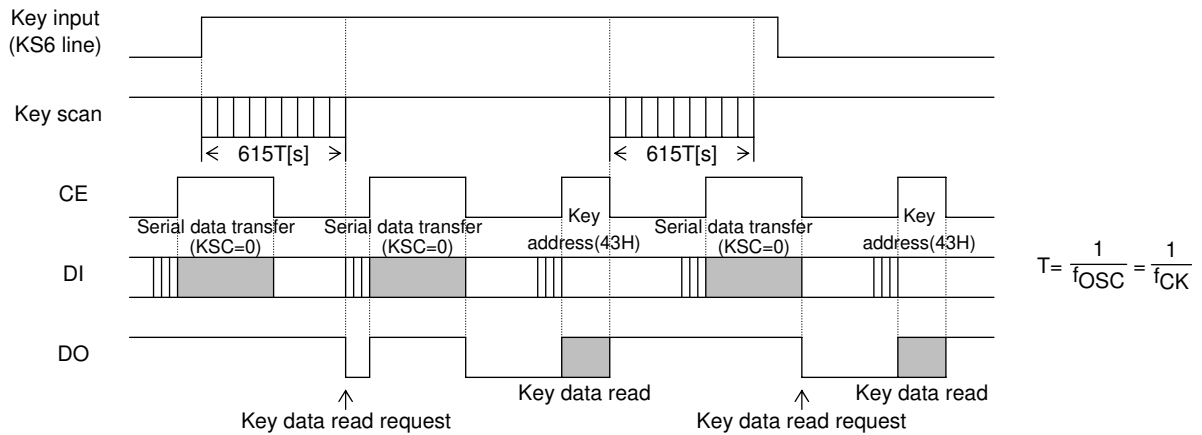 Key input
(KS6 line)
Key scan
615T[s]
615T[s]
CE
Serial data transfer
(KSC=0)
Serial data transfer
(KSC=0)
Key
address(43H)
Serial data transfer
(KSC=0)
Key
address(43H)
DI
T= 1/fOSC = 1/fCK
DO
Key data read
Key data read
Key data read request
Key data read request